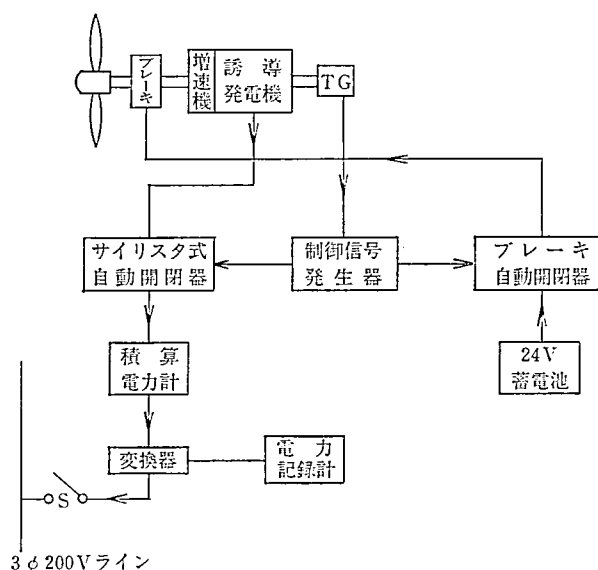 ブレーキ
増速機
誘導
発電機
TG
サイリスタ式
自動開閉器
制御信号
発生器
ブレーキ
自動開閉器
積算
電力計
24V
蓄電池
変換器
電力
記録計
S
3φ200Vライン